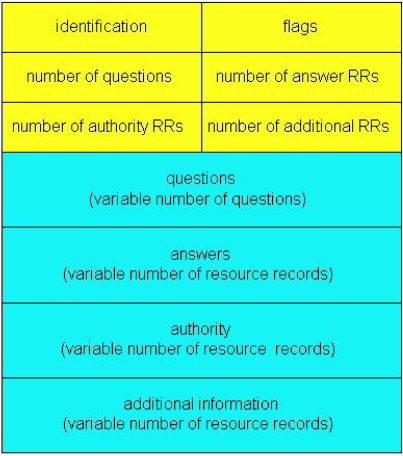 identification
flags
number of questions
number of answer RRs
number of authority RRs
number of additional RRs
questions
(variable number of questions)
answers
(variable number of resource records)
authority
(variable number of resource records)
additional information
(variable number of resource records)